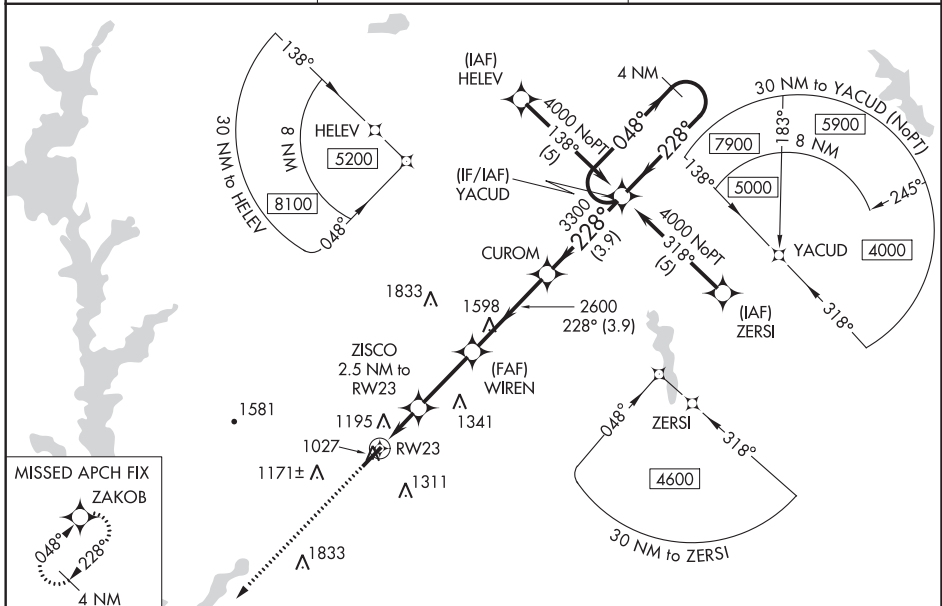 138°
HELEV
5200
8 NM
30 NM to HELEV
8100
048°
(IAF)
HELEV
4000 NoPT
138°
(5)
4 NM
048°
228°
(IF/IAF)
YACUD
3300
228°
(3.9)
CUROM
4000 NoPT
318°
(5)
(IAF)
ZERSI
30 NM to YACUD (NoPT)
7900
183°
5900
8 NM
138°
5000
245°
YACUD
4000
318°
1833
1598
2600
228° (3.9)
ZISCO
2.5 NM to
RW23
(FAF)
WIREN
1581
1195
1341
1027
RW23
1171±
1311
1833
ZERSI
048°
318°
4600
30 NM to ZERSI
MISSED APCH FIX
ZAKOB
048°
228°
4 NM